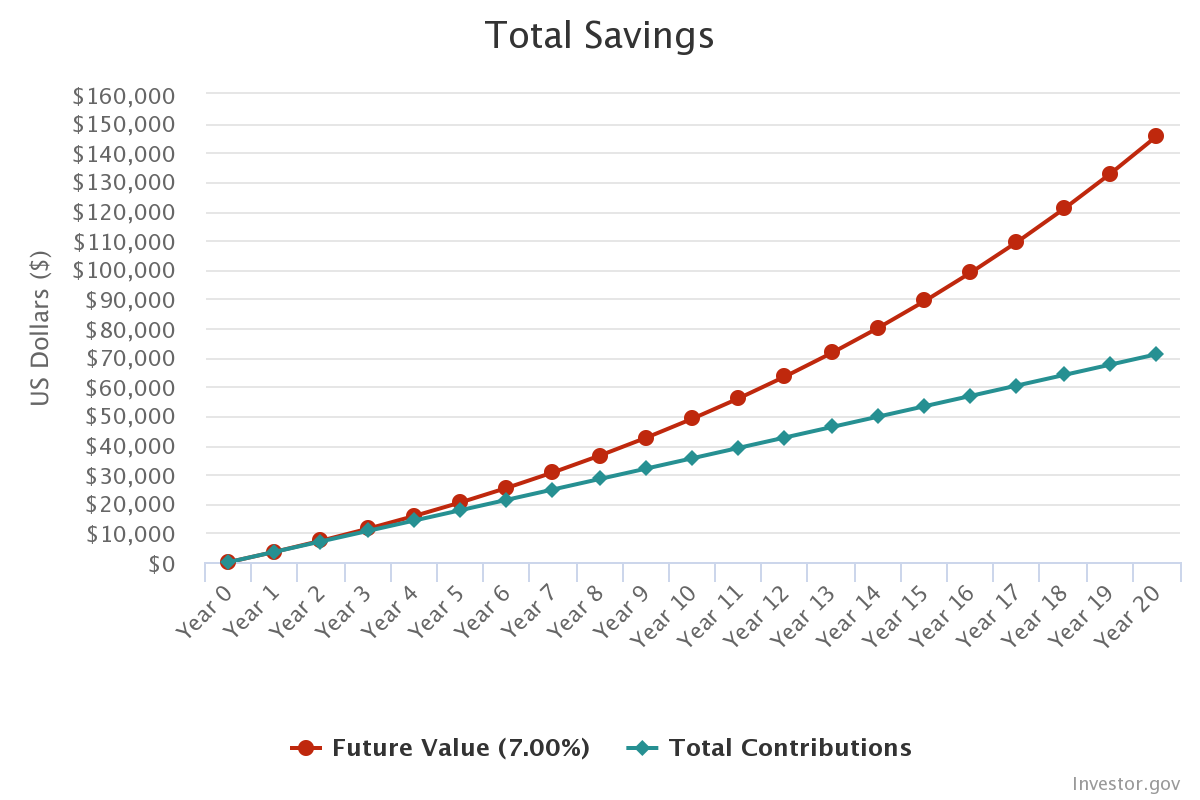 Total Savings
US Dollars ($)
$160,000
$150,000
$140,000
$130,000
$120,000
$110,000
$100,000
$90,000
$80,000
$70,000
$60,000
$50,000
$40,000
$30,000
$20,000
$10,000
$0
Year 0
Year 1
Year 2
Year 3
Year 4
Year 5
Year 6
Year 7
Year 8
Year 9
Year 10
Year 11
Year 12
Year 13
Year 14
Year 15
Year 16
Year 17
Year 18
Year 19
Year 20
Future Value (7.00%)
Total Contributions
Investor.gov